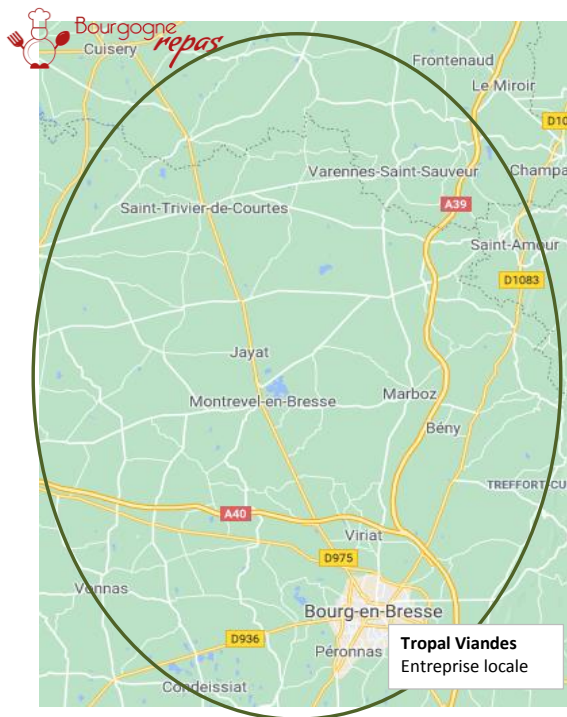 Bourgogne
repas
Cuisery
Frontenaud
Le Miroir
D10
Varennes-Saint-Sauveur
Champa
Saint-Trivier-de-Courtes
A39
Saint-Amour
D1083
Jayat
Montrevel-en-Bresse
Marboz
Bény
TREFFORT-CU
A40
Viriat
D975
Vonnas
Bourg-en-Bresse
D936
Péronnas
Condeissiat
Tropal Viandes
Entreprise locale